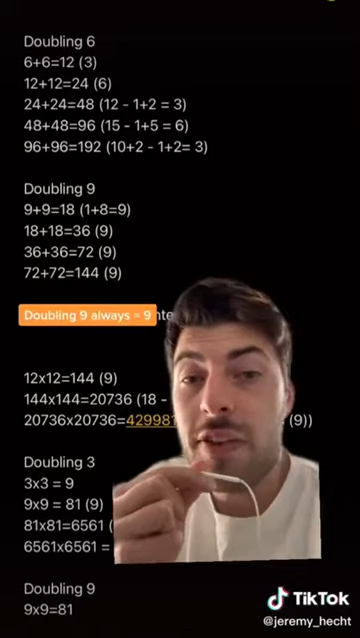 Doubling 6
6+6=12 (3)
12+12=24 (6)
24+24=48 (12 - 1+2 = 3)
48+48=96 (15 - 1+5 = 6)
96+96=192 (10+2 - 1+2= 3)
Doubling 9
9+9=18 (1+8=9)
18+18=36 (9)
36+36=72 (9)
72+72=144 (9)
Doubling 9 always = 9
12x12=144 (9)
144x144=20736 (18 -
20736x20736=429981 (9))
Doubling 3
3x3 = 9
9x9 = 81 (9)
81x81=6561 (
6561x6561 =
Doubling 9
9x9=81
TikTok
@jeremy_hecht